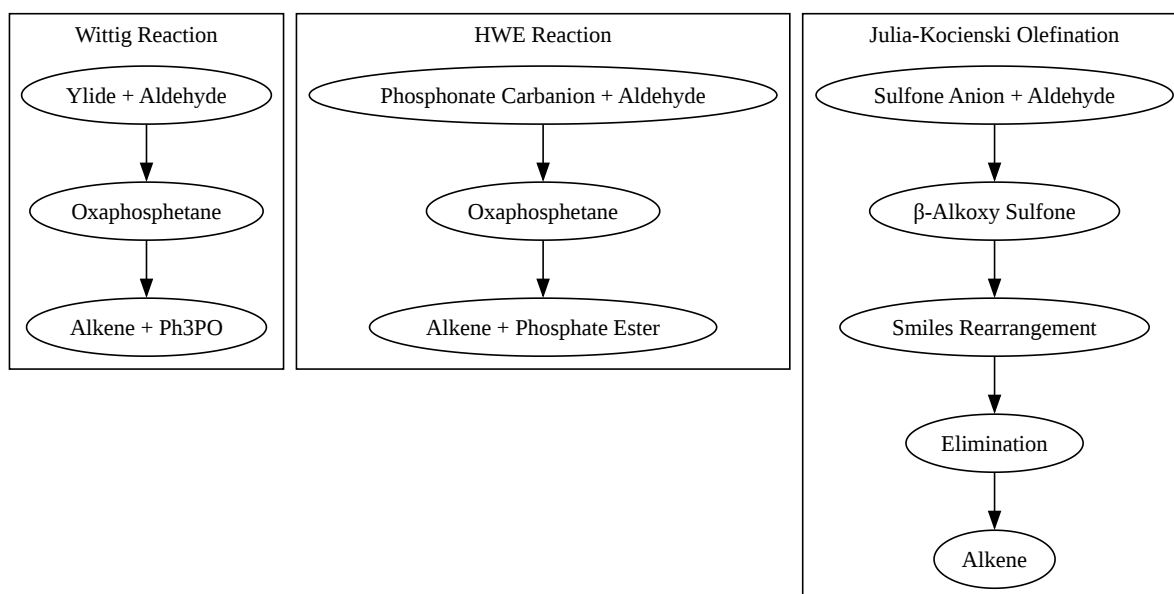 Wittig Reaction
Ylide + Aldehyde
Oxaphosphetane
Alkene + Ph3PO
HWE Reaction
Phosphonate Carbanion + Aldehyde
Oxaphosphetane
Alkene + Phosphate Ester
Julia-Kocienski Olefination
Sulfone Anion + Aldehyde
β-Alkoxy Sulfone
Smiles Rearrangement
Elimination
Alkene